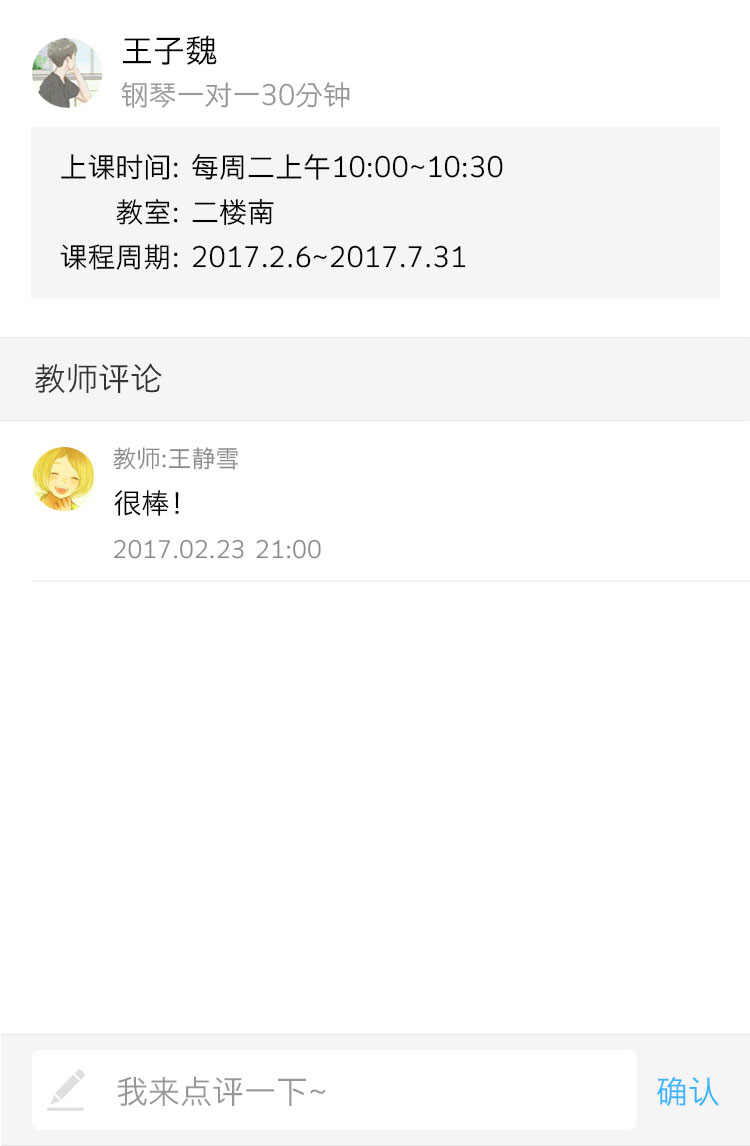 王子魏
钢琴一对一30分钟
上课时间: 每周二上午10:00~10:30
教室: 二楼南
课程周期: 2017.2.6~2017.7.31
教师评论
教师:王静雪
很棒!
2017.02.23 21:00
我来点评一下~ 确认